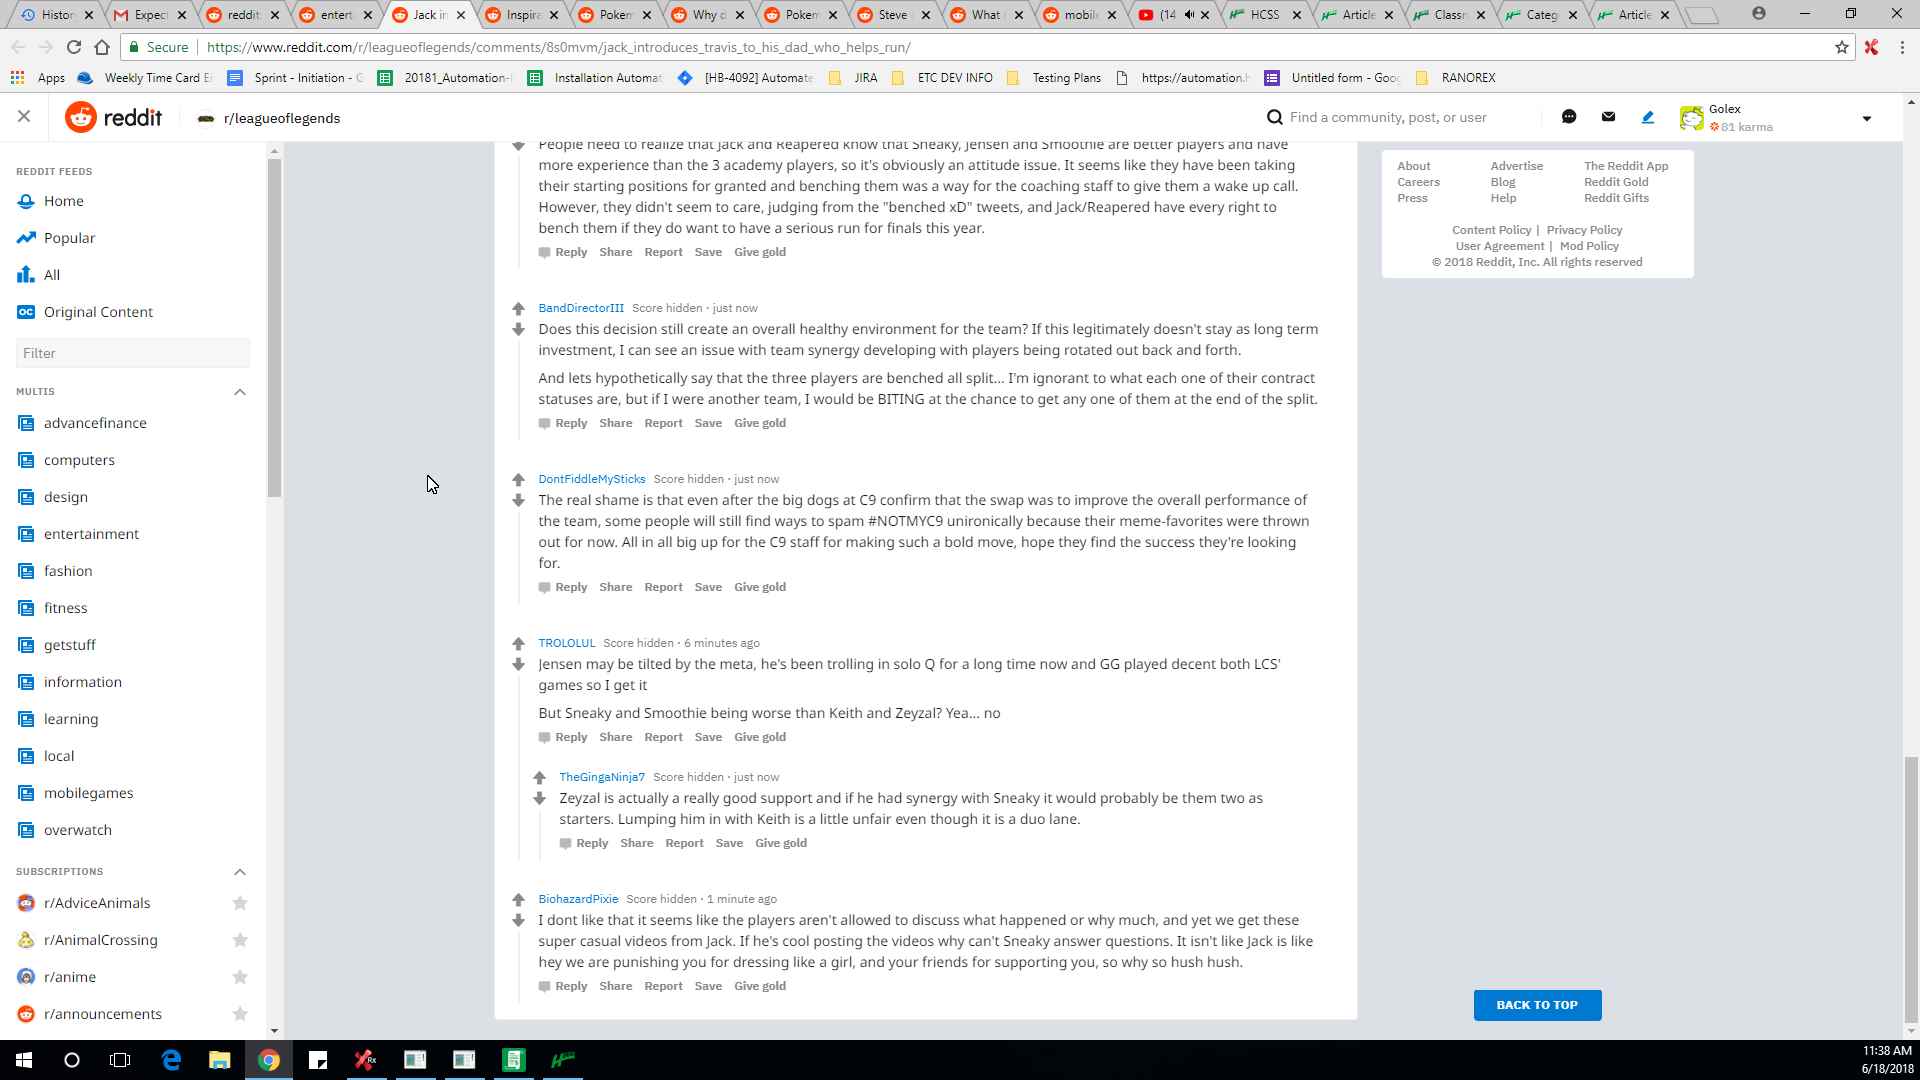 Histor
Expec
reddit
entert
Jack in
Inspira
Pokem
Why d
Pokem
Steve
What
mobile
(14
HCSS
Article
Classr
Categ
Article
Secure
https://www.reddit.com/r/leagueoflegends/comments/8s0mvm/jack_introduces_travis_to_his_dad_who_helps_run/
Apps
Weekly Time Card E
Sprint - Initiation - G
20181_Automation-
Installation Automat
[HB-4092] Automate
JIRA
ETC DEV INFO
Testing Plans
https://automation.h
Untitled form - Goo
RANOREX
reddit
r/leagueoflegends
Find a community, post, or user
Golex
81 karma
REDDIT FEEDS
Home
Popular
All
Original Content
Filter
MULTIS
advancefinance
computers
design
entertainment
fashion
fitness
getstuff
information
learning
local
mobilegames
overwatch
SUBSCRIPTIONS
r/AdviceAnimals
r/AnimalCrossing
r/anime
r/announcements
People need to realize that Jack and Reapered know that Sneaky, Jensen and Smoothie are better players and have
more experience than the 3 academy players, so it's obviously an attitude issue. It seems like they have been taking
their starting positions for granted and benching them was a way for the coaching staff to give them a wake up call.
However, they didn't seem to care, judging from the "benched xD" tweets, and Jack/Reapered have every right to
bench them if they do want to have a serious run for finals this year.
Reply Share Report Save Give gold
BandDirectorIII Score hidden · just now
Does this decision still create an overall healthy environment for the team? If this legitimately doesn't stay as long term
investment, I can see an issue with team synergy developing with players being rotated out back and forth.
And lets hypothetically say that the three players are benched all split... I'm ignorant to what each one of their contract
statuses are, but if I were another team, I would be BITING at the chance to get any one of them at the end of the split.
Reply Share Report Save Give gold
DontFiddleMySticks Score hidden · just now
The real shame is that even after the big dogs at C9 confirm that the swap was to improve the overall performance of
the team, some people will still find ways to spam #NOTMYC9 unironically because their meme-favorites were thrown
out for now. All in all big up for the C9 staff for making such a bold move, hope they find the success they're looking
for.
Reply Share Report Save Give gold
TROLOLUL Score hidden · 6 minutes ago
Jensen may be tilted by the meta, he's been trolling in solo Q for a long time now and GG played decent both LCS'
games so I get it
But Sneaky and Smoothie being worse than Keith and Zeyzal? Yea... no
Reply Share Report Save Give gold
TheGingaNinja7 Score hidden · just now
Zeyzal is actually a really good support and if he had synergy with Sneaky it would probably be them two as
starters. Lumping him in with Keith is a little unfair even though it is a duo lane.
Reply Share Report Save Give gold
BiohazardPixie Score hidden · 1 minute ago
I dont like that it seems like the players aren't allowed to discuss what happened or why much, and yet we get these
super casual videos from Jack. If he's cool posting the videos why can't Sneaky answer questions. It isn't like Jack is like
hey we are punishing you for dressing like a girl, and your friends for supporting you, so why so hush hush.
Reply Share Report Save Give gold
About Advertise The Reddit App
Careers Blog Reddit Gold
Press Help Reddit Gifts
Content Policy | Privacy Policy
User Agreement | Mod Policy
© 2018 Reddit, Inc. All rights reserved
BACK TO TOP
11:38 AM
6/18/2018